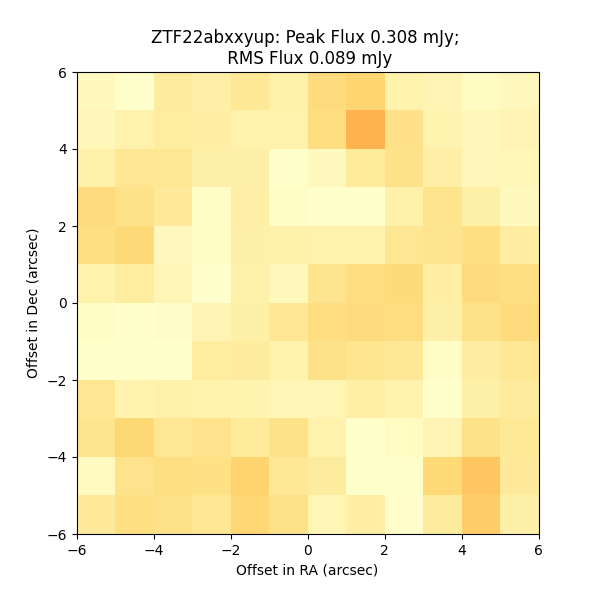 ZTF22abxxyup: Peak Flux 0.308 mJy;
RMS Flux 0.089 mJy
6
4
2
0
−2
−4
−6
Offset in Dec (arcsec)
−6 −4 −2 0 2 4 6
Offset in RA (arcsec)